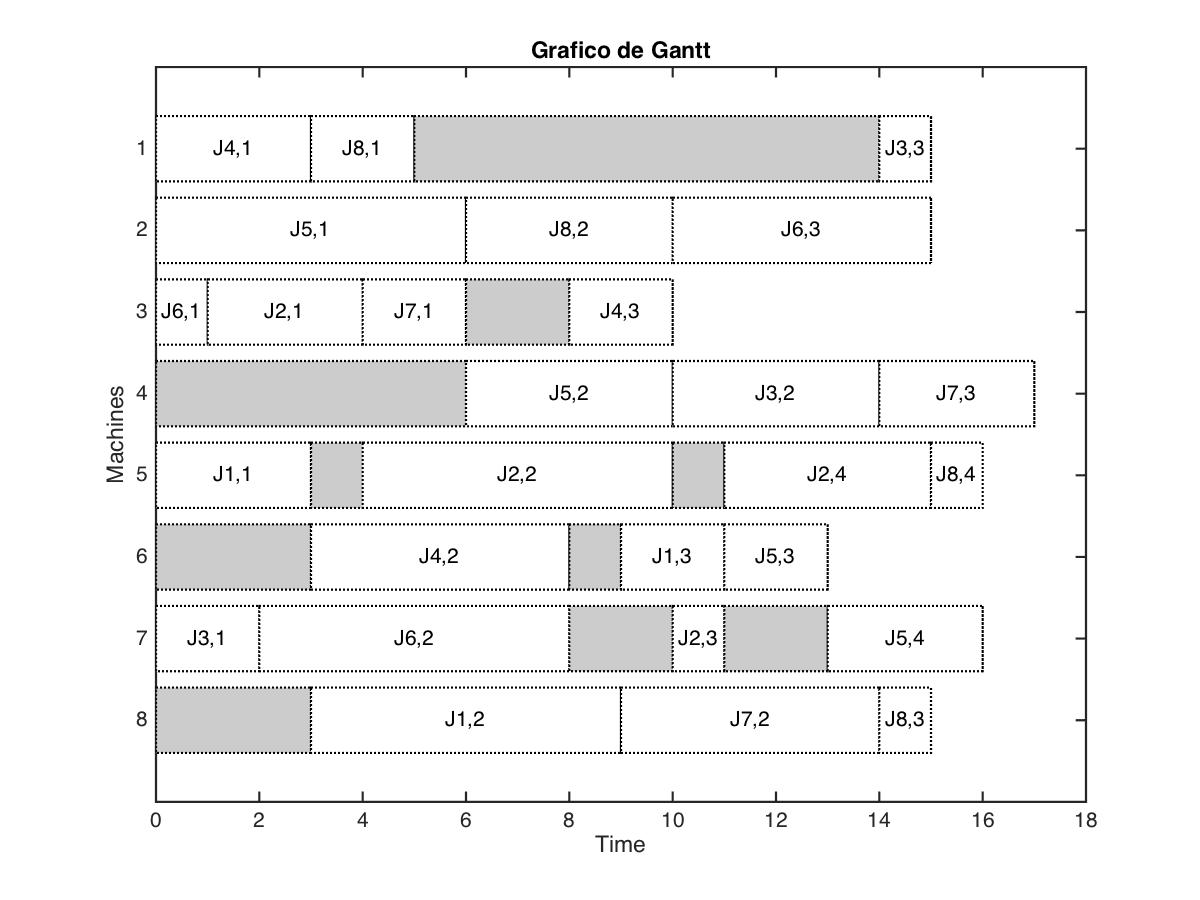 Grafico de Gantt
1 J4,1 J8,1 J3,3
2 J5,1 J8,2 J6,3
3 J6,1 J2,1 J7,1 J4,3
4 J5,2 J3,2 J7,3
Machines
5 J1,1 J2,2 J2,4 J8,4
6 J4,2 J1,3 J5,3
7 J3,1 J6,2 J2,3 J5,4
8 J1,2 J7,2 J8,3
0 2 4 6 8 10 12 14 16 18
Time